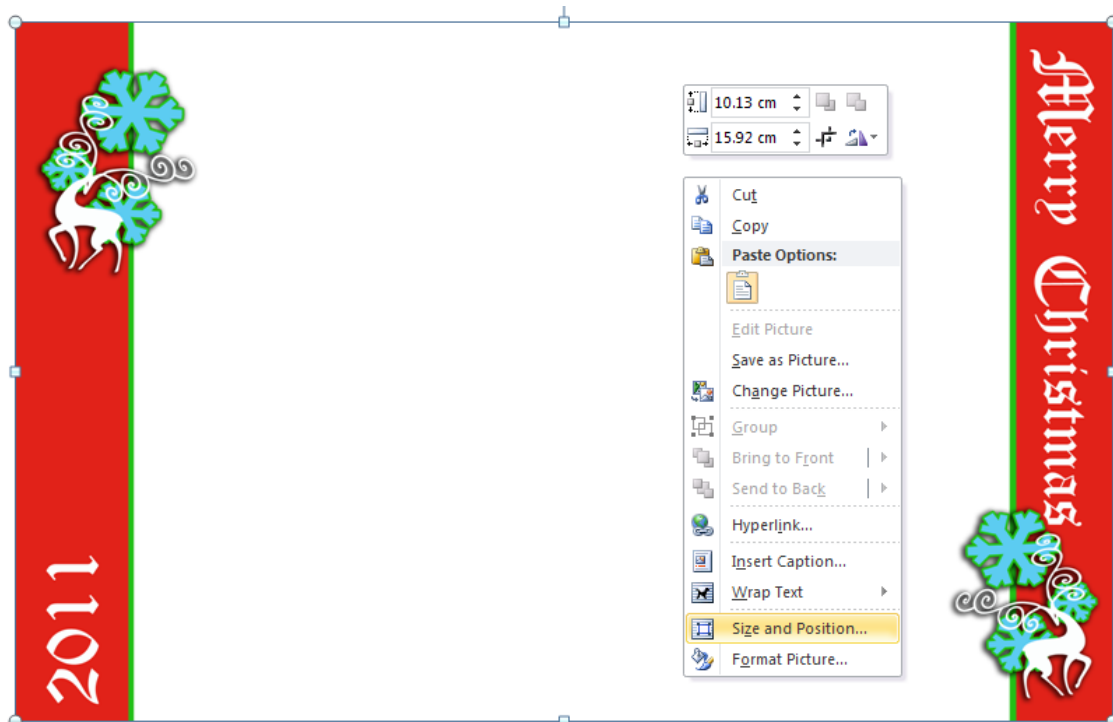 2011
10.13 cm
15.92 cm
Cut
Copy
Paste Options:
Edit Picture
Save as Picture...
Change Picture...
Group
Bring to Front
Send to Back
Hyperlink...
Insert Caption...
Wrap Text
Size and Position...
Format Picture...
Merry Christmas